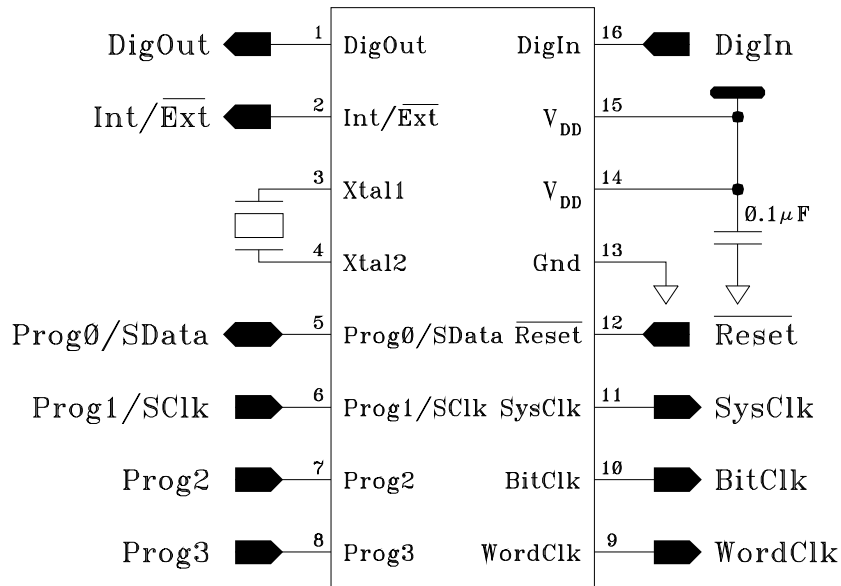 DigOut 1 DigOut DigIn 16 DigIn
Int/Ext 2 Int/Ext V_DD 15
3 Xtal1 V_DD 14 0.1μF
4 Xtal2 Gnd 13
Prog0/SData 5 Prog0/SData Reset 12 Reset
Prog1/SClk 6 Prog1/SClk SysClk 11 SysClk
Prog2 7 Prog2 BitClk 10 BitClk
Prog3 8 Prog3 WordClk 9 WordClk